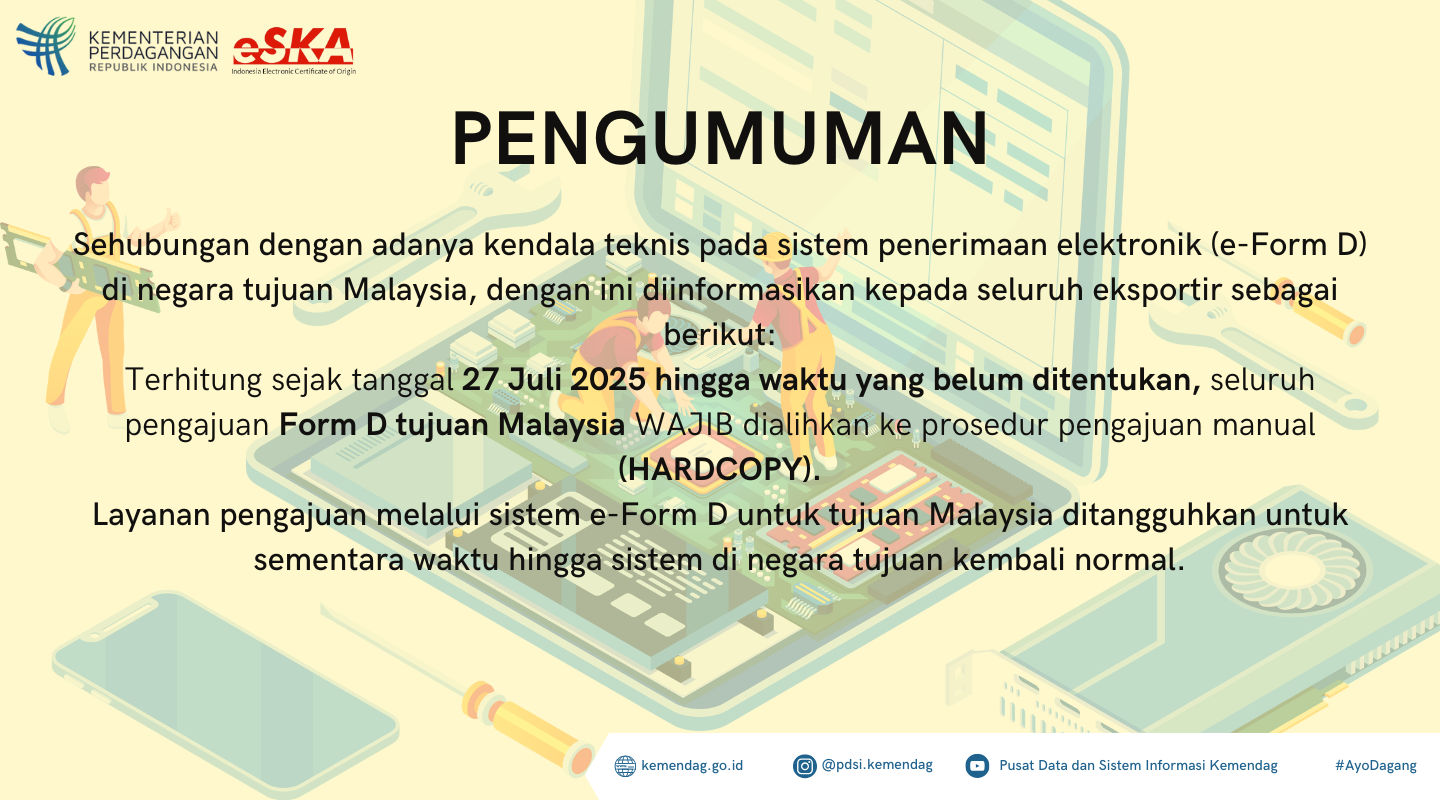 KEMENTERIAN
PERDAGANGAN
REPUBLIK INDONESIA
eSKA
Indonesia Electronic Certificate of Origin
PENGUMUMAN
Sehubungan dengan adanya kendala teknis pada sistem penerimaan elektronik (e-Form D)
di negara tujuan Malaysia, dengan ini diinformasikan kepada seluruh eksportir sebagai
berikut:
Terhitung sejak tanggal 27 Juli 2025 hingga waktu yang belum ditentukan, seluruh
pengajuan Form D tujuan Malaysia WAJIB dialihkan ke prosedur pengajuan manual
(HARDCOPY).
Layanan pengajuan melalui sistem e-Form D untuk tujuan Malaysia ditangguhkan untuk
sementara waktu hingga sistem di negara tujuan kembali normal.
kemendag.go.id @pdsi.kemendag Pusat Data dan Sistem Informasi Kemendag #AyoDagang